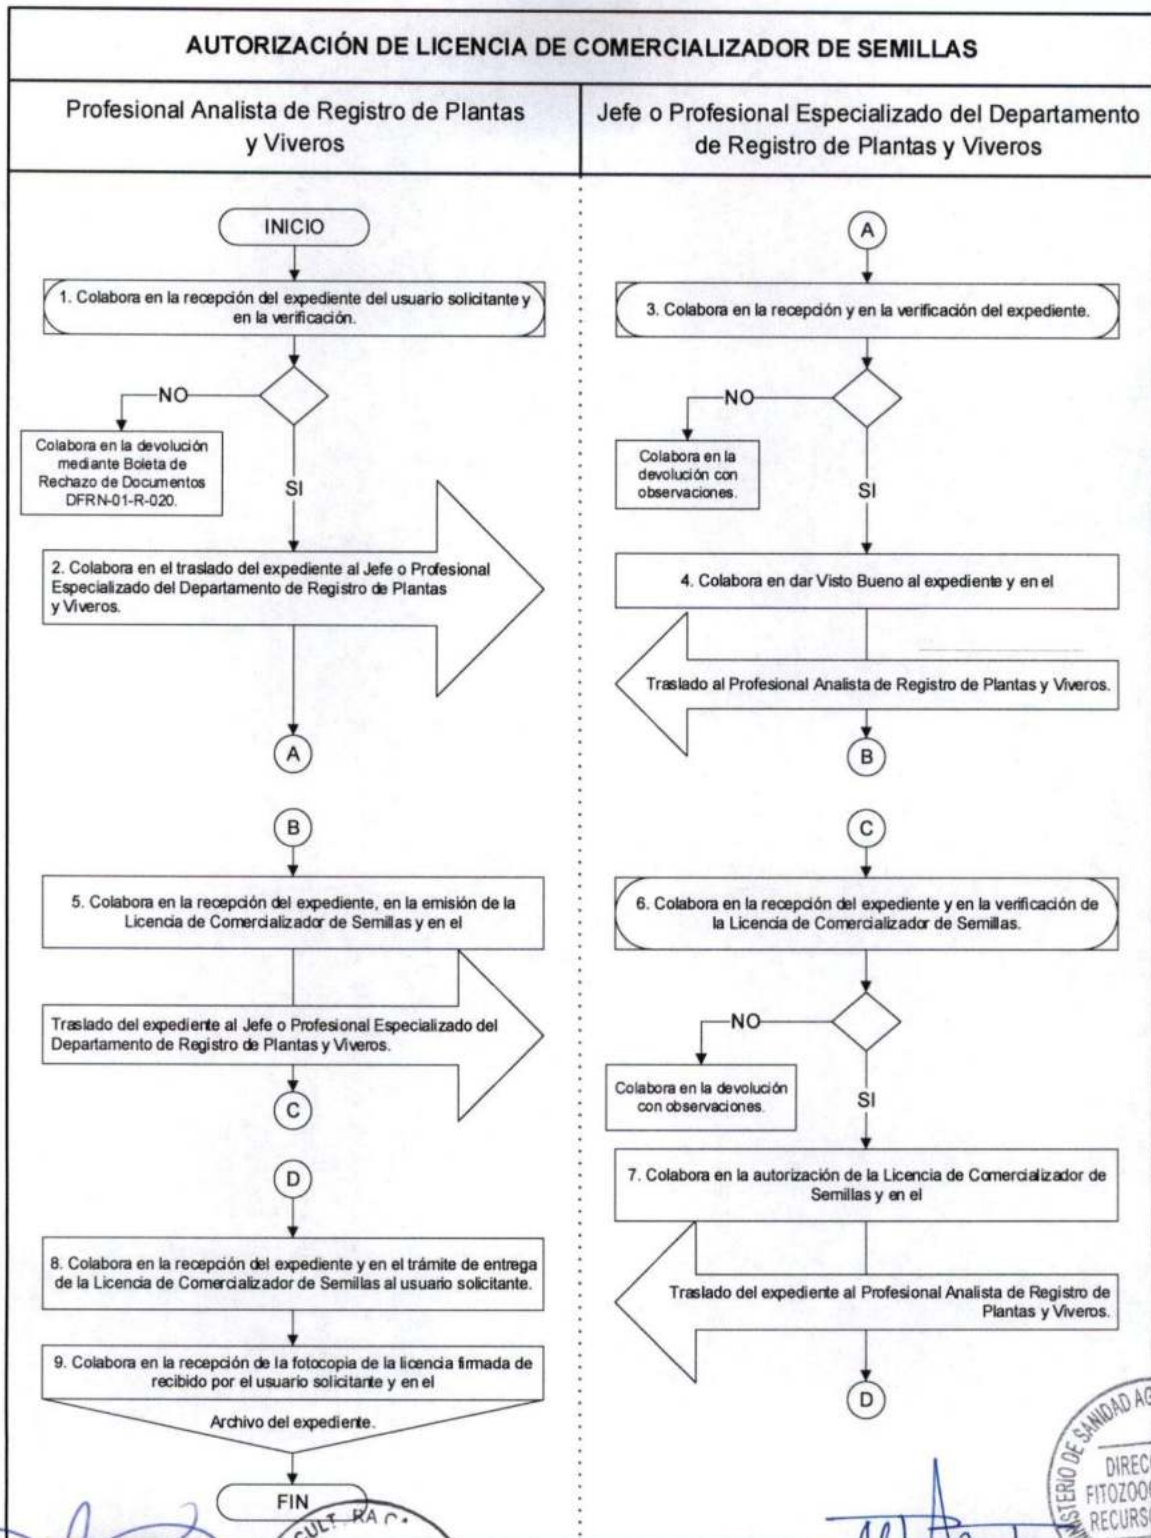 AUTORIZACIÓN DE LICENCIA DE COMERCIALIZADOR DE SEMILLAS
Profesional Analista de Registro de Plantas
y Viveros
Jefe o Profesional Especializado del Departamento
de Registro de Plantas y Viveros
INICIO
1. Colabora en la recepción del expediente del usuario solicitante y
en la verificación.
NO
Colabora en la devolución
mediante Boleta de
Rechazo de Documentos
DFRN-01-R-020.
SI
2. Colabora en el traslado del expediente al Jefe o Profesional
Especializado del Departamento de Registro de Plantas
y Viveros.
A
A
3. Colabora en la recepción y en la verificación del expediente.
NO
Colabora en la
devolución con
observaciones.
SI
4. Colabora en dar Visto Bueno al expediente y en el
Traslado al Profesional Analista de Registro de Plantas y Viveros.
B
B
5. Colabora en la recepción del expediente, en la emisión de la
Licencia de Comercializador de Semillas y en el
Traslado del expediente al Jefe o Profesional Especializado del
Departamento de Registro de Plantas y Viveros.
C
C
6. Colabora en la recepción del expediente y en la verificación de
la Licencia de Comercializador de Semillas.
NO
Colabora en la devolución
con observaciones.
SI
7. Colabora en la autorización de la Licencia de Comercializador de
Semillas y en el
Traslado del expediente al Profesional Analista de Registro de
Plantas y Viveros.
D
D
8. Colabora en la recepción del expediente y en el trámite de entrega
de la Licencia de Comercializador de Semillas al usuario solicitante.
9. Colabora en la recepción de la fotocopia de la licencia firmada de
recibido por el usuario solicitante y en el
Archivo del expediente.
FIN
DE SANIDAD
DIREC
FITOZOO
RECURS